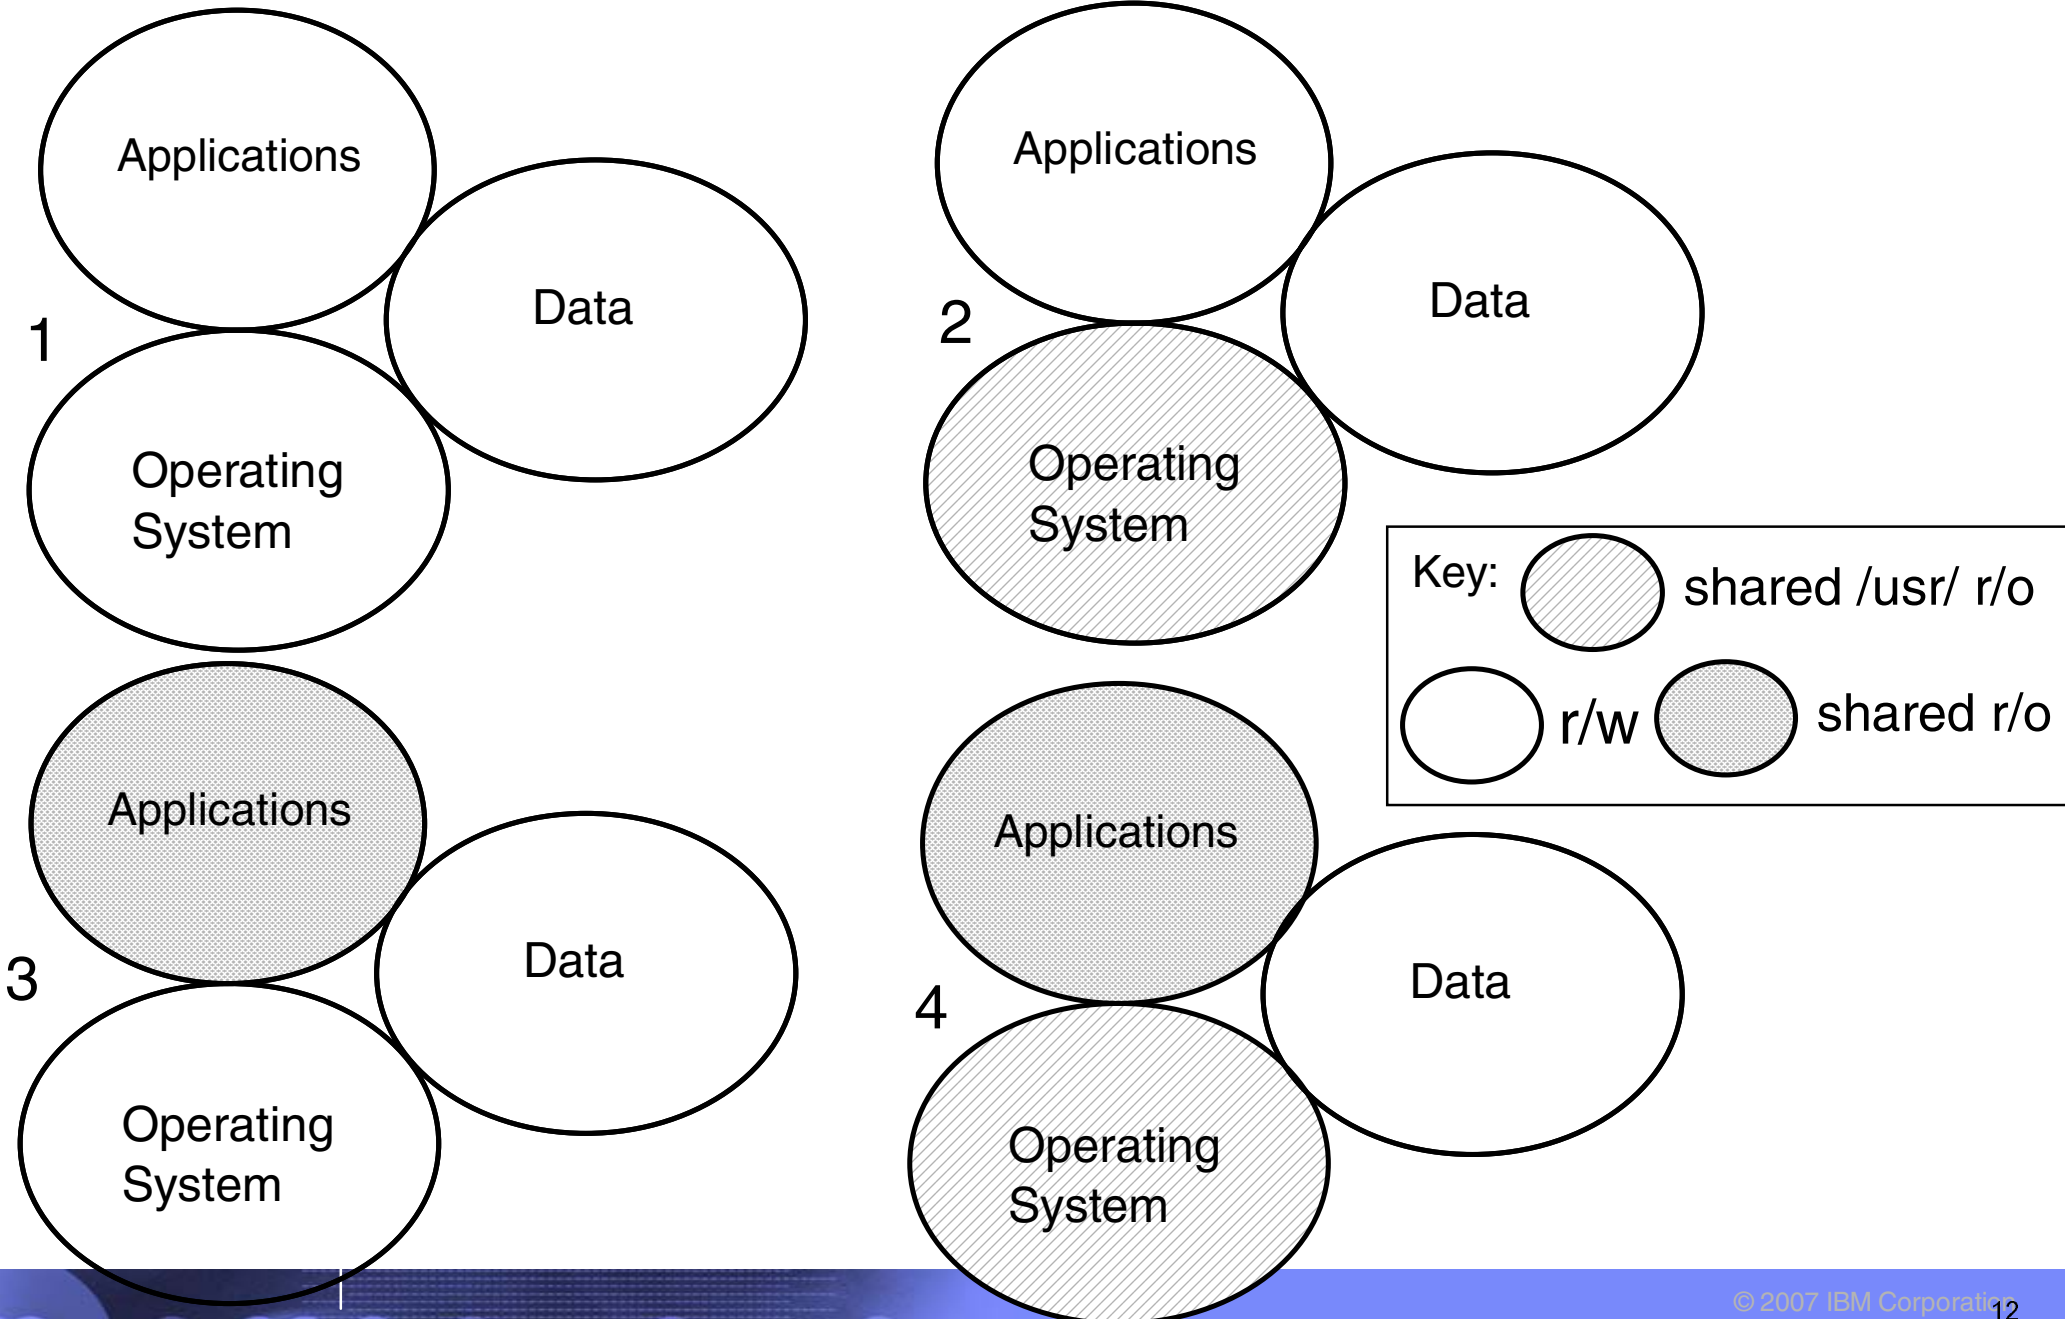 Applications
Data
1
Operating
System
Applications
Data
2
Operating
System
Key:
shared /usr/ r/o
r/w
shared r/o
Applications
Data
3
Operating
System
Applications
Data
4
Operating
System
© 2007 IBM Corporation
12